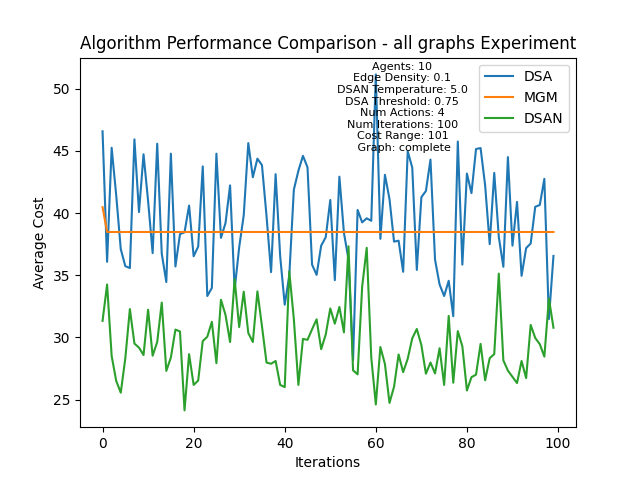 Algorithm Performance Comparison - all graphs Experiment
Agents: 10
Edge Density: 0.1
DSAN Temperature: 5.0
DSA Threshold: 0.75
Num Actions: 4
Num Iterations: 100
Cost Range: 101
Graph: complete
DSA
MGM
DSAN
Average Cost
50
45
40
35
30
25
0 20 40 60 80 100
Iterations